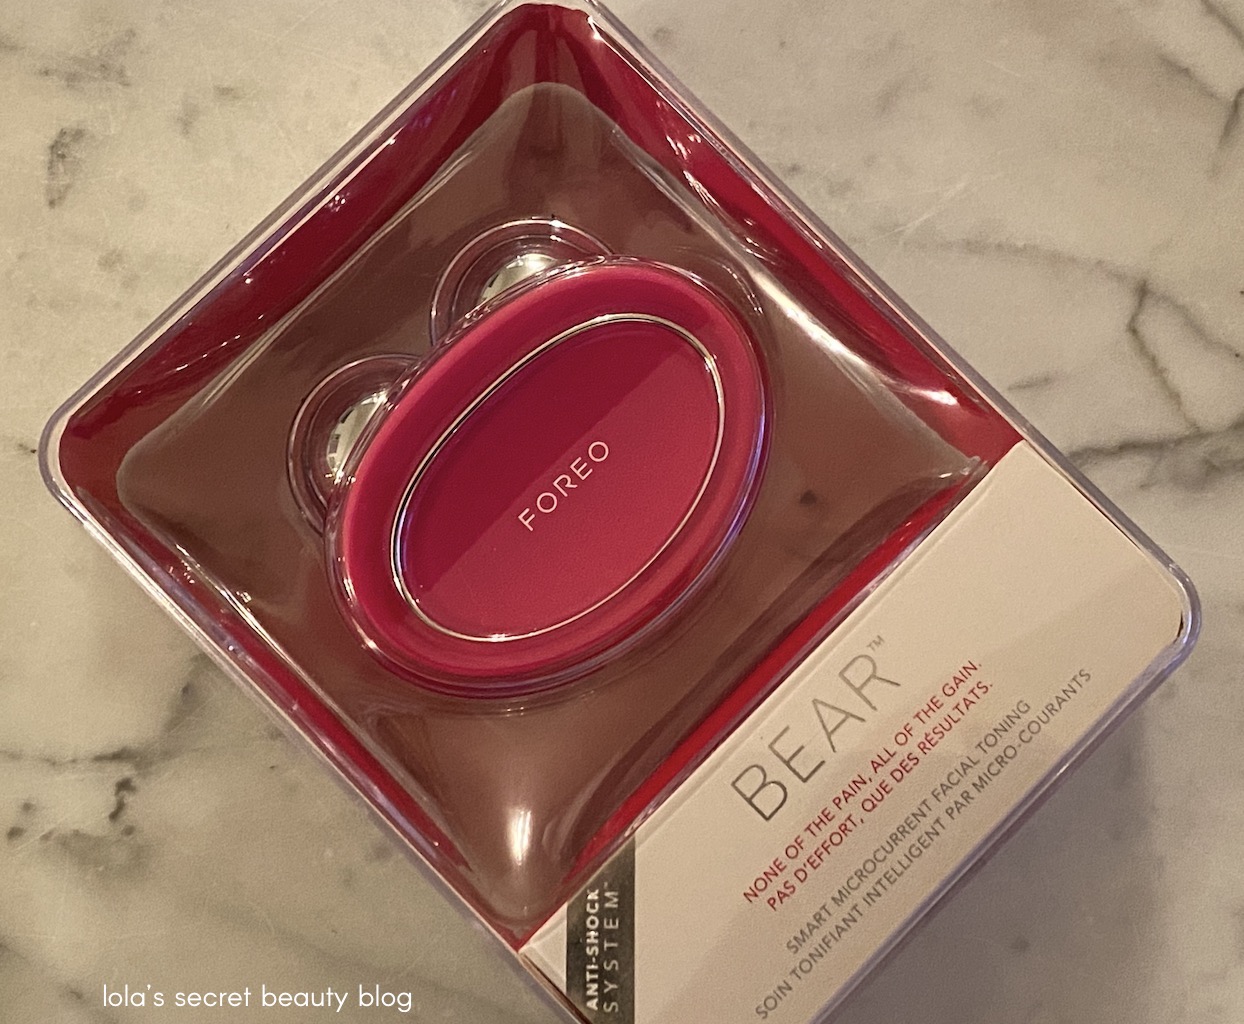 FOREO
BEAR™
NONE OF THE PAIN, ALL OF THE GAIN.
PAS D'EFFORT, QUE DES RÉSULTATS.
SMART MICROCURRENT FACIAL TONING
SOIN TONIFIANT INTELLIGENT PAR MICRO-COURANTS
ANTI-SHOCK
SYSTEM™
lola's secret beauty blog